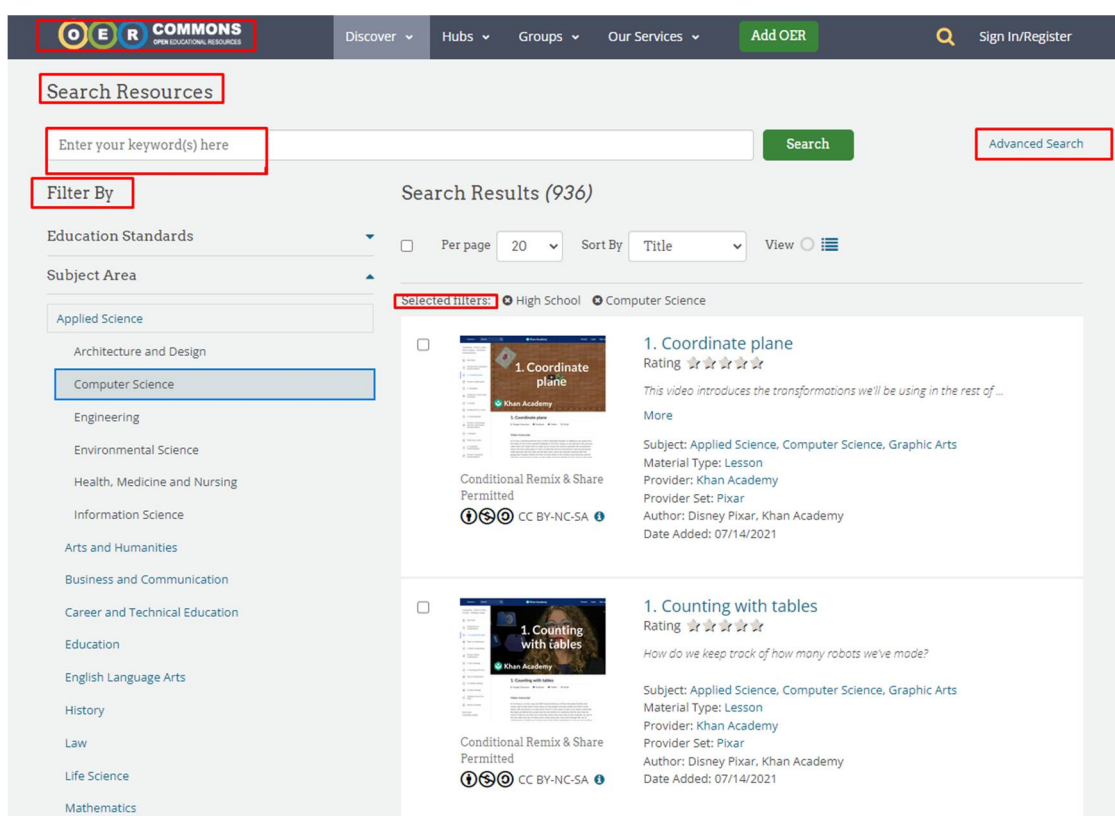 OER COMMONS
OPEN EDUCATIONAL RESOURCES
Discover Hubs Groups Our Services Add OER Sign In/Register
Search Resources
Enter your keyword(s) here Search Advanced Search
Filter By
Education Standards
Subject Area
Applied Science
Architecture and Design
Computer Science
Engineering
Environmental Science
Health, Medicine and Nursing
Information Science
Arts and Humanities
Business and Communication
Career and Technical Education
Education
English Language Arts
History
Law
Life Science
Mathematics
Search Results (936)
Per page 20 Sort By Title View
Selected filters: High School Computer Science
1. Coordinate
plane
Khan Academy
1. Coordinate plane
Conditional Remix & Share
Permitted
CC BY-NC-SA
1. Coordinate plane
Rating
This video introduces the transformations we'll be using in the rest of ...
More
Subject: Applied Science, Computer Science, Graphic Arts
Material Type: Lesson
Provider: Khan Academy
Provider Set: Pixar
Author: Disney Pixar, Khan Academy
Date Added: 07/14/2021
1. Counting
with tables
Khan Academy
1. Counting with tables
Conditional Remix & Share
Permitted
CC BY-NC-SA
1. Counting with tables
Rating
How do we keep track of how many robots we've made?
Subject: Applied Science, Computer Science, Graphic Arts
Material Type: Lesson
Provider: Khan Academy
Provider Set: Pixar
Author: Disney Pixar, Khan Academy
Date Added: 07/14/2021